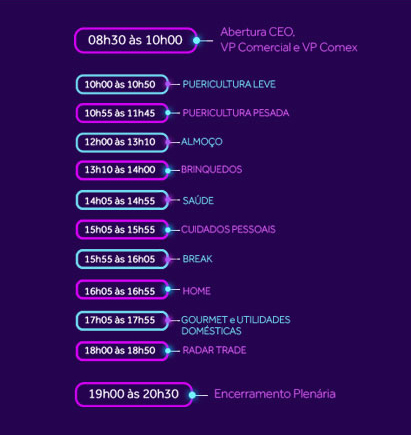 08h30 às 10h00
Abertura CEO,
VP Comercial e VP Comex
10h00 às 10h50
PUERICULTURA LEVE
10h55 às 11h45
PUERICULTURA PESADA
12h00 às 13h10
ALMOÇO
13h10 às 14h00
BRINQUEDOS
14h05 às 14h55
SAÚDE
15h05 às 15h55
CUIDADOS PESSOAIS
15h55 às 16h05
BREAK
16h05 às 16h55
HOME
17h05 às 17h55
GOURMET e UTILIDADES
DOMÉSTICAS
18h00 às 18h50
RADAR TRADE
19h00 às 20h30
Encerramento Plenária